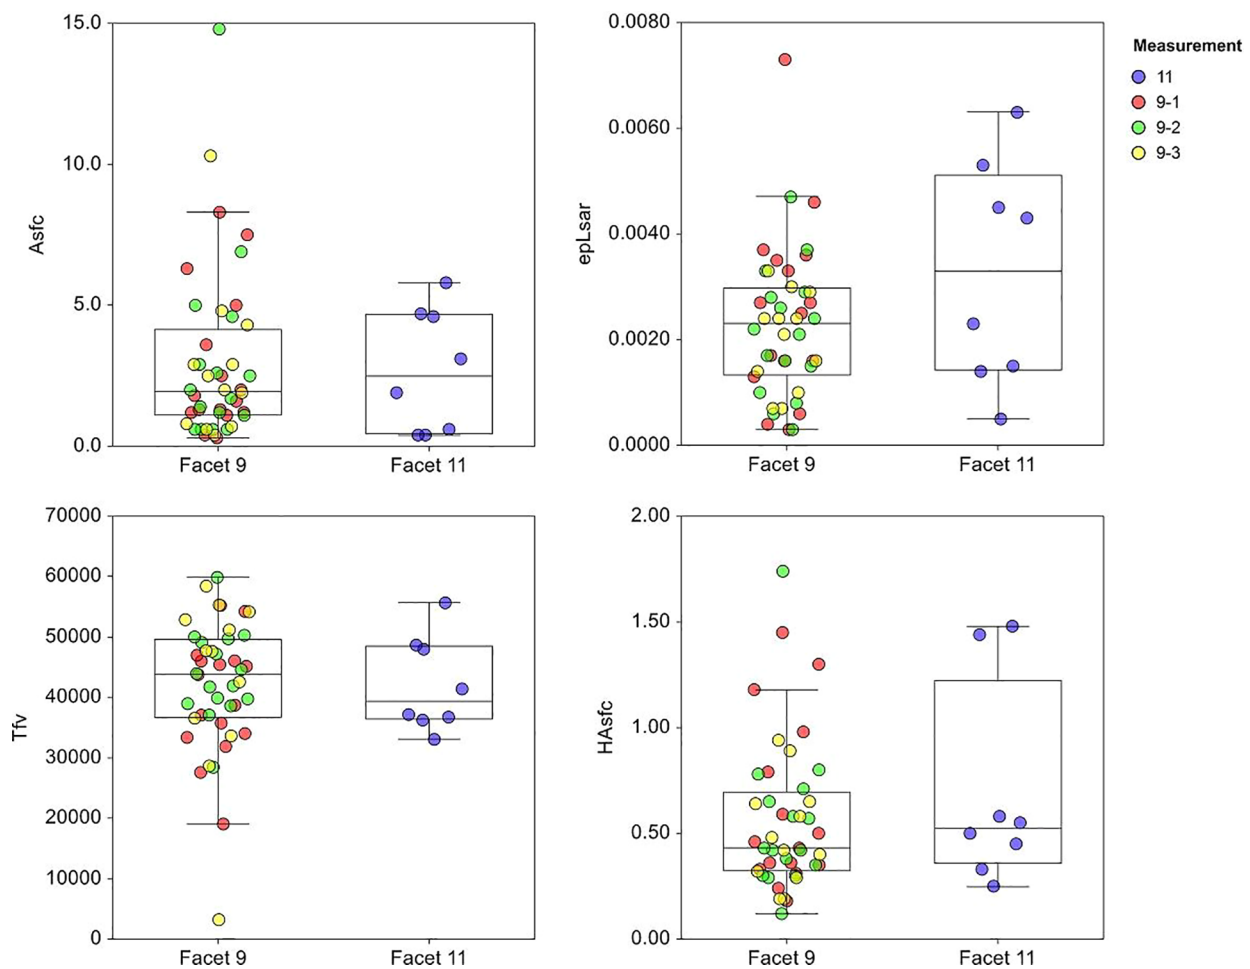 15.0
10.0
5.0
0.0
Asfc
Facet 9
Facet 11
0.0080
0.0060
0.0040
0.0020
0.0000
epLsar
Facet 9
Facet 11
Measurement
11
9-1
9-2
9-3
70000
60000
50000
40000
30000
20000
10000
0
Tfv
Facet 9
Facet 11
2.00
1.50
1.00
0.50
0.00
HAsfc
Facet 9
Facet 11